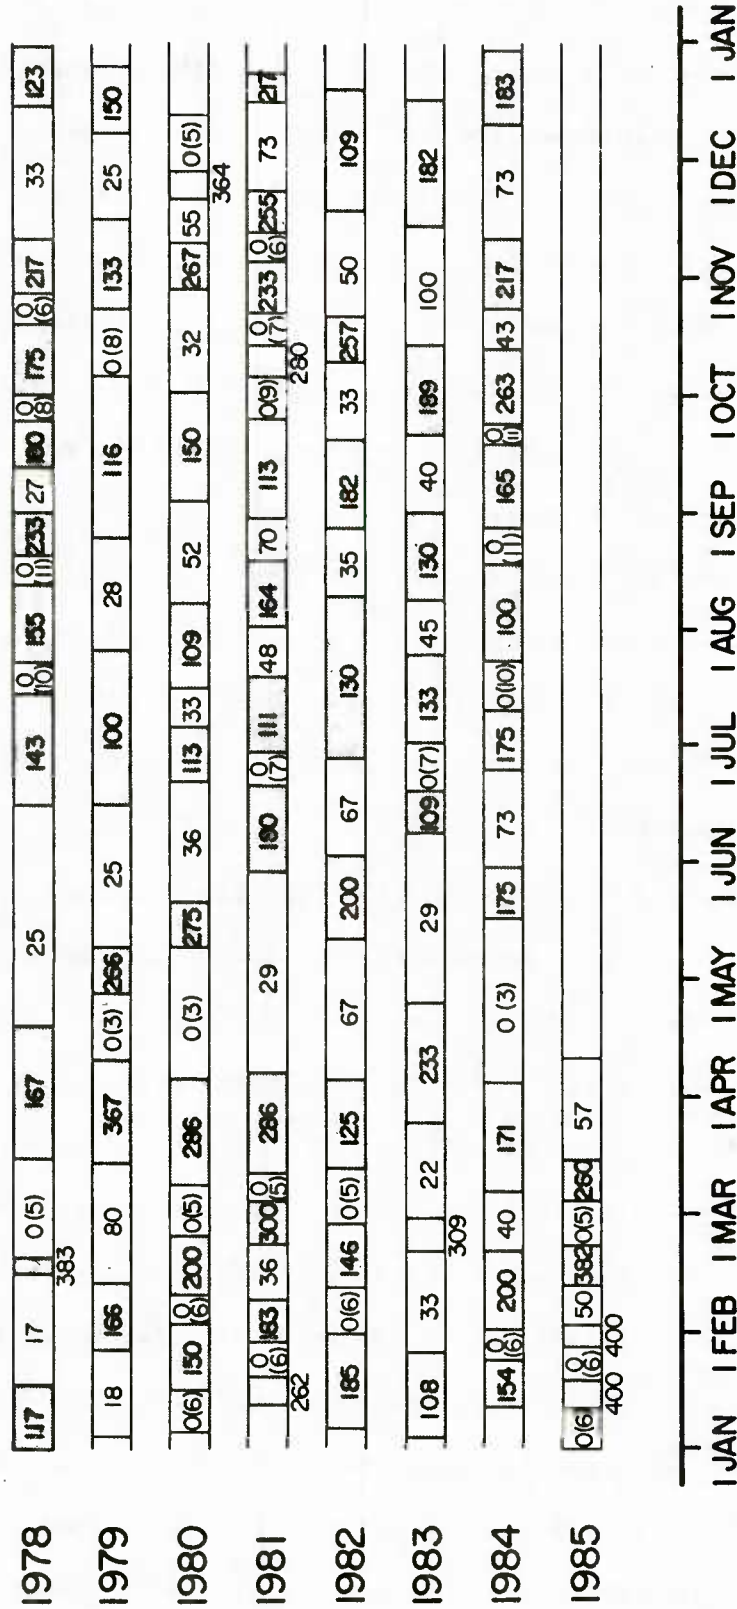 1978 117 17 383 0(5) 167 25 143 0(10) 155 0(11) 233 27 180 0(8) 175 0(6) 217 33 123
1979 18 166 80 367 0(3) 266 25 100 28 116 0(8) 133 25 150
1980 0(6) 150 0(6) 200 0(5) 286 0(3) 275 36 113 33 109 52 150 32 267 55 364 0(5)
1981 262 0(6) 183 36 300 0(5) 286 29 180 0(7) 111 48 164 70 113 0(9) 280 0(7) 233 0(6) 255 73 217
1982 185 0(6) 146 0(5) 125 67 200 67 130 35 182 33 257 50 109
1983 108 33 309 22 233 29 109 0(7) 133 45 130 40 189 100 182
1984 154 0(6) 200 40 171 0(3) 175 73 175 0(10) 100 0(11) 165 0(11) 263 43 217 73 183
1985 0(6) 400 0(6) 400 50 382 0(5) 260 57
1 JAN 1 FEB 1 MAR 1 APR 1 MAY 1 JUN 1 JUL 1 AUG 1 SEP 1 OCT 1 NOV 1 DEC 1 JAN